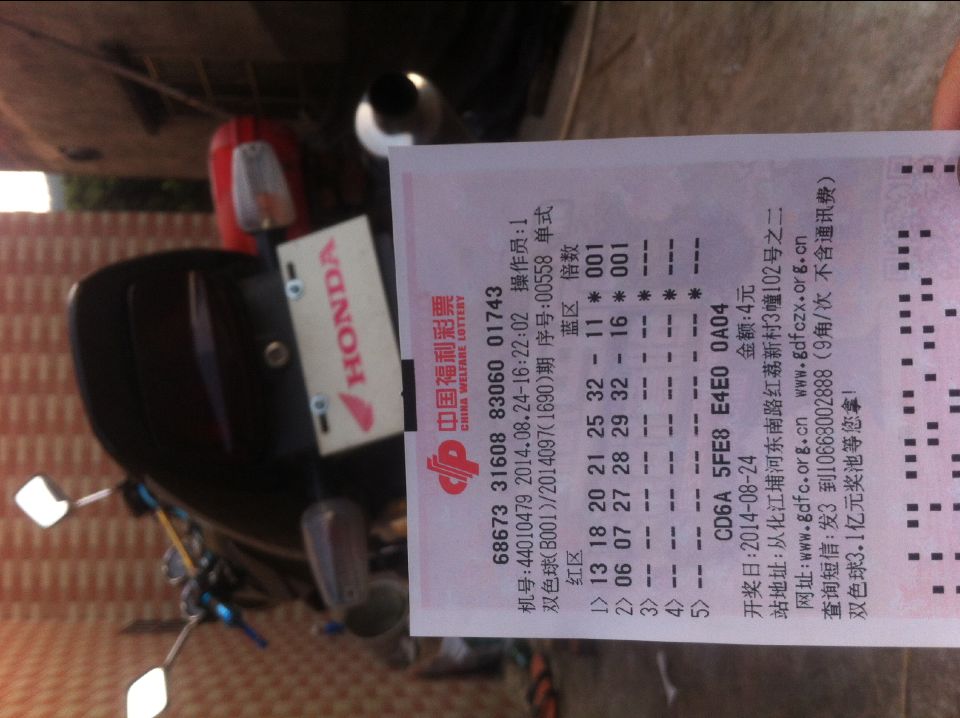 HONDA
中国福利彩票
CHINA WELFARE LOTTERY
68673 31608 83060 01743
机号:44010479 2014.08.24-16:22:02 操作员:1
双色球(B001)/2014097(1690)期 序号:00558 单式
红区 蓝区 倍数
1> 13 18 20 21 25 32 - 11 * 001
2> 06 07 27 28 29 32 - 16 * 001
3> -- -- -- -- -- -- - -- * ---
4> -- -- -- -- -- -- - -- * ---
5> -- -- -- -- -- -- - -- * ---
CD6A 5FE8 E4E0 0A04
开奖日:2014-08-24 金额:4元
站地址:从化江埔河东南路红荔新村3幢102号之二
网址:www.gdfc.org.cn www.gdfczx.org.cn
查询短信:发3 到10668002888 (9角/次 不含通讯费)
双色球3.1亿元奖池等您拿!